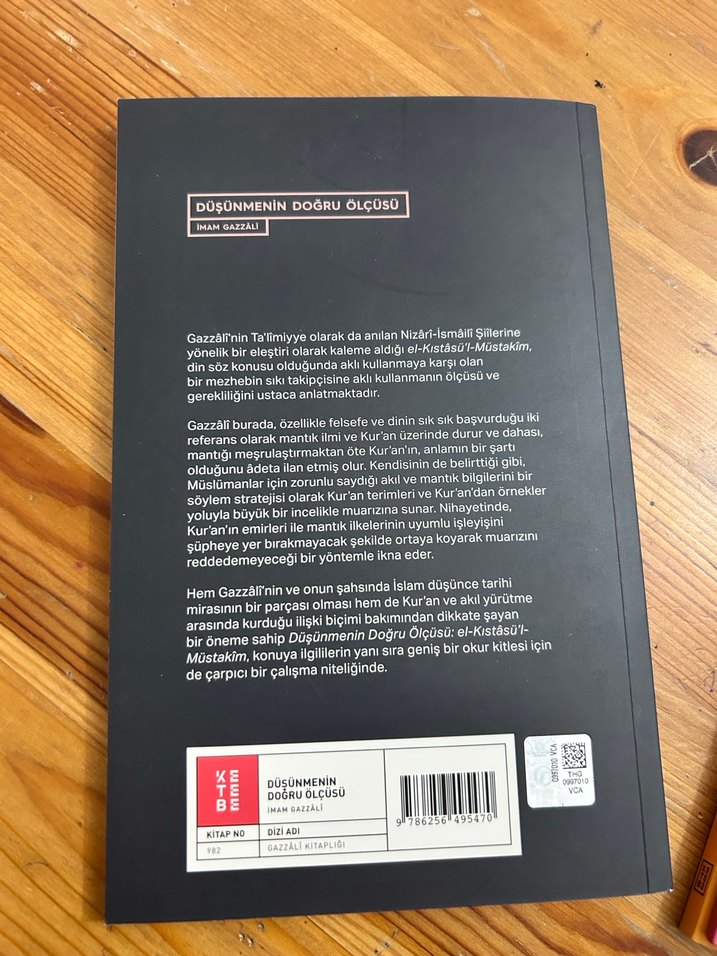 DÜŞÜNMENİN DOĞRU ÖLÇÜSÜ
İMAM GAZZÂLÎ
Gazzâlî'nin Ta'lîmiyye olarak da anılan Nizârî-İsmâilî Şiîlerine
yönelik bir eleştiri olarak kaleme aldığı el-Kıstâsü'l-Müstakîm,
din söz konusu olduğunda aklı kullanmaya karşı olan
bir mezhebin sıkı takipçisine aklı kullanmanın ölçüsü ve
gerekliliğini ustaca anlatmaktadır.
Gazzâlî burada, özellikle felsefe ve dinin sık sık başvurduğu iki
referans olarak mantık ilmi ve Kur'an üzerinde durur ve dahası,
mantığı meşrulaştırmaktan öte Kur'an'ın, anlamın bir şartı
olduğunu âdeta ilan etmiş olur. Kendisinin de belirttiği gibi,
Müslümanlar için zorunlu saydığı akıl ve mantık bilgilerini bir
söylem stratejisi olarak Kur'an terimleri ve Kur'an'dan örnekler
yoluyla büyük bir incelikle muarızına sunar. Nihayetinde,
Kur'an'ın emirleri ile mantık ilkelerinin uyumlu işleyişini
şüpheye yer bırakmayacak şekilde ortaya koyarak muarızını
reddedemeyeceği bir yöntemle ikna eder.
Hem Gazzâlî'nin ve onun şahsında İslam düşünce tarihi
mirasının bir parçası olması hem de Kur'an ve akıl yürütme
arasında kurduğu ilişki biçimi bakımından dikkate şayan
bir öneme sahip Düşünmenin Doğru Ölçüsü: el-Kıstâsü'l-
Müstakîm, konuya ilgililerin yanı sıra geniş bir okur kitlesi için
de çarpıcı bir çalışma niteliğinde.
KE
TE
BE
DÜŞÜNMENİN
DOĞRU ÖLÇÜSÜ
İMAM GAZZÂLÎ
KİTAP NO
982
DİZİ ADI
GAZZÂLÎ KİTAPLIĞI
9 786256 495470
0997010 VCA
THG
0997010
VCA